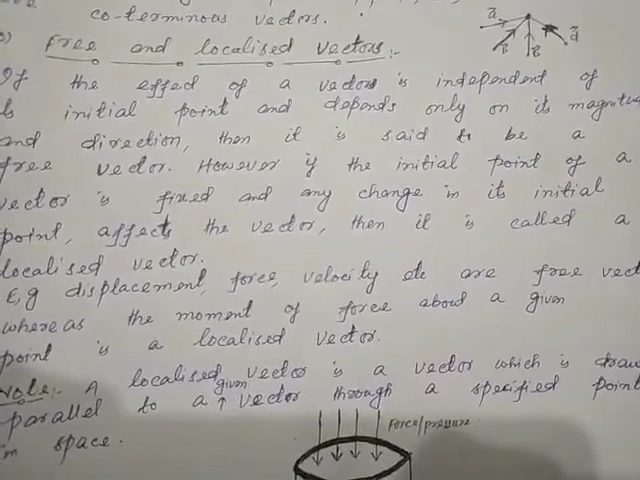 co-terminous vectors.
a b c d
Free and localised vectors:-
If the effect of a vector is independent of
its initial point and depends only on its magnitude
and direction, then it is said to be a
free vector. However if the initial point of a
vector is fixed and any change in its initial
point, affects the vector, then it is called a
localised vector.
E.g displacement, force, velocity etc are free vect
where as the moment of force about a given
point is a localised vector.
Note:- A localised vector is a vector which is draw
parallel to a given vector through a specified point
in space.
Force/pressure